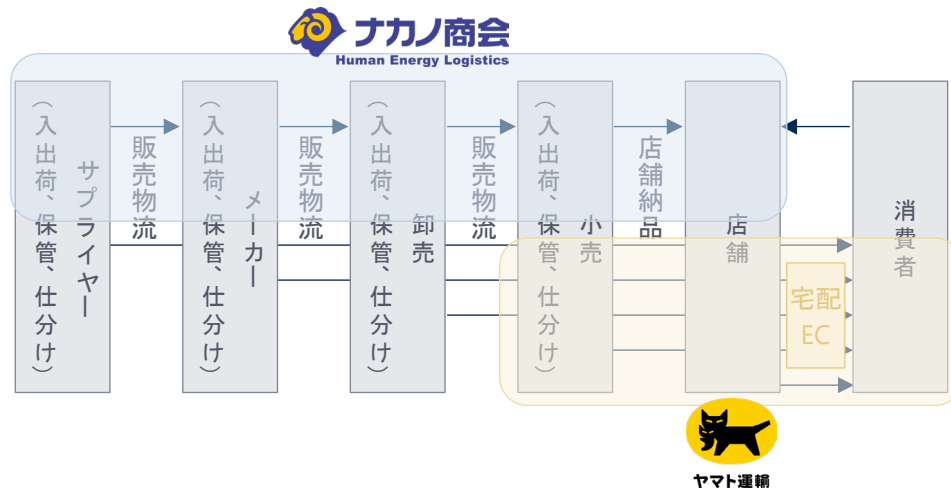 ナカノ商会
Human Energy Logistics
サプライヤー
(入出荷、保管、仕分け)
販売物流
メーカー
(入出荷、保管、仕分け)
販売物流
卸売
(入出荷、保管、仕分け)
販売物流
小売
(入出荷、保管、仕分け)
店舗納品
店舗
消費者
宅配
EC
ヤマト運輸